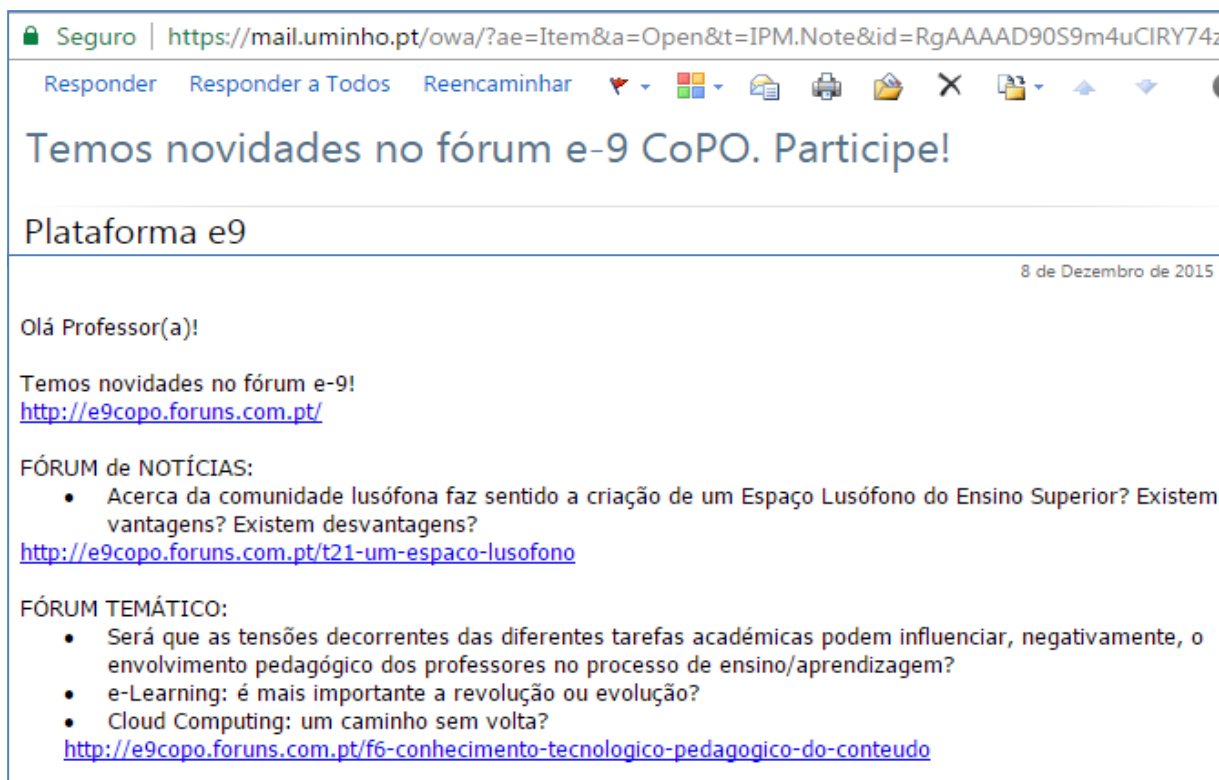 Seguro | https://mail.uminho.pt/owa/?ae=Item&a=Open&t=IPM.Note&id=RgAAAAD90S9m4uCIRY74z
Responder Responder a Todos Reencaminhar
Temos novidades no fórum e-9 CoPO. Participe!
Plataforma e9
8 de Dezembro de 2015
Olá Professor(a)!
Temos novidades no fórum e-9!
http://e9copo.foruns.com.pt/
FÓRUM de NOTÍCIAS:
• Acerca da comunidade lusófona faz sentido a criação de um Espaço Lusófono do Ensino Superior? Existem
vantagens? Existem desvantagens?
http://e9copo.foruns.com.pt/t21-um-espaco-lusofono
FÓRUM TEMÁTICO:
• Será que as tensões decorrentes das diferentes tarefas académicas podem influenciar, negativamente, o
envolvimento pedagógico dos professores no processo de ensino/aprendizagem?
• e-Learning: é mais importante a revolução ou evolução?
• Cloud Computing: um caminho sem volta?
http://e9copo.foruns.com.pt/f6-conhecimento-tecnologico-pedagogico-do-conteudo